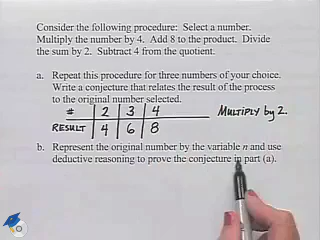 Consider the following procedure: Select a number.
Multiply the number by 4. Add 8 to the product. Divide
the sum by 2. Subtract 4 from the quotient.
a. Repeat this procedure for three numbers of your choice.
Write a conjecture that relates the result of the process
to the original number selected.
# 2 3 4 MULTIPLY BY 2.
RESULT 4 6 8
b. Represent the original number by the variable n and use
deductive reasoning to prove the conjecture in part (a).